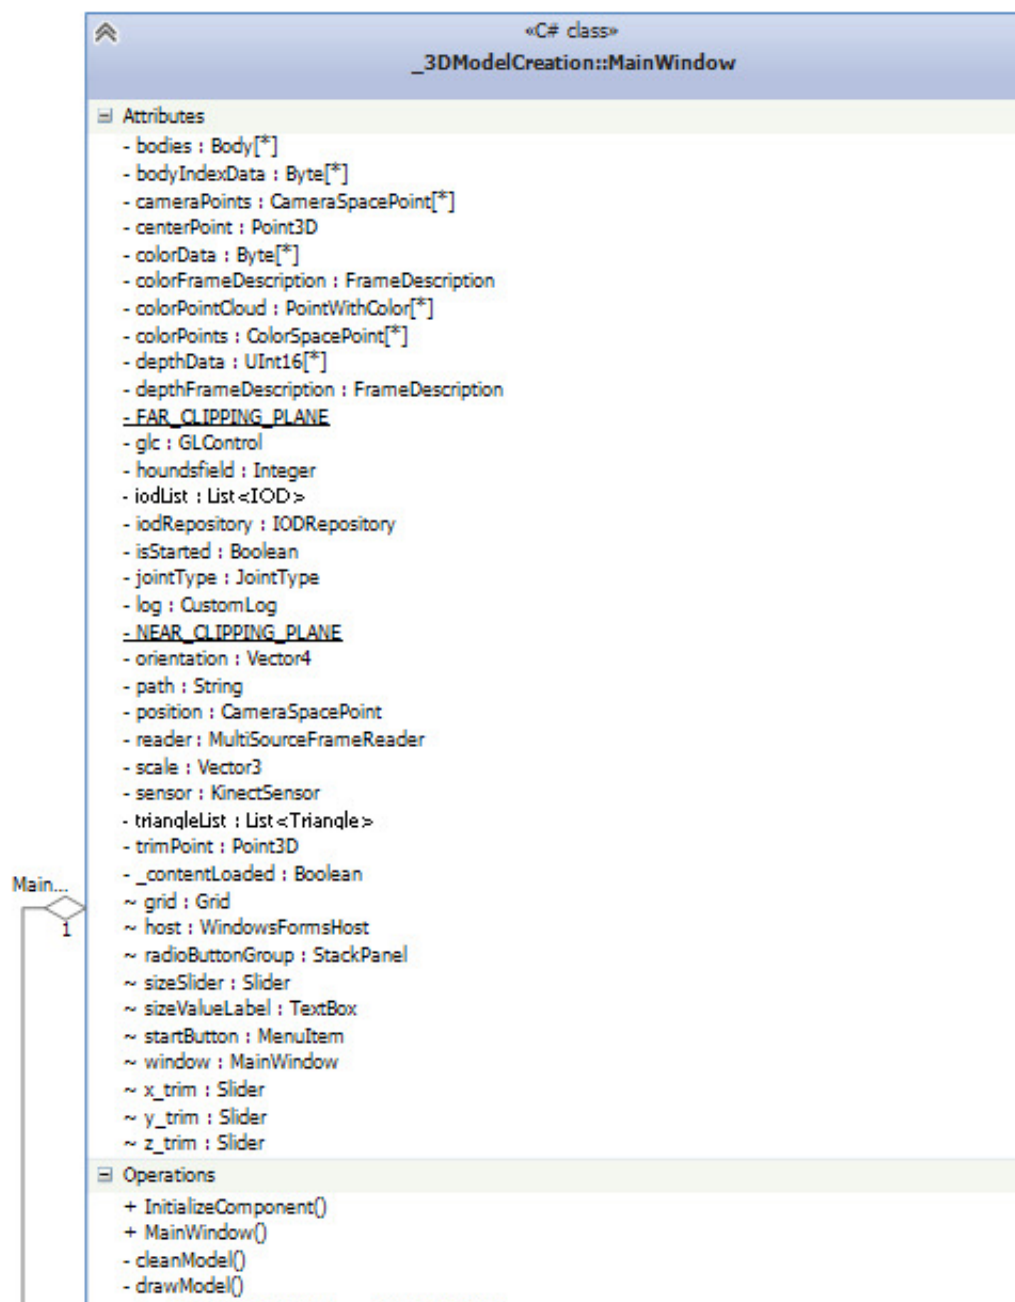 «C# class»
_3DModelCreation::MainWindow
Attributes
- bodies : Body[*]
- bodyIndexData : Byte[*]
- cameraPoints : CameraSpacePoint[*]
- centerPoint : Point3D
- colorData : Byte[*]
- colorFrameDescription : FrameDescription
- colorPointCloud : PointWithColor[*]
- colorPoints : ColorSpacePoint[*]
- depthData : UInt16[*]
- depthFrameDescription : FrameDescription
- FAR_CLIPPING_PLANE
- glc : GLControl
- houndsfield : Integer
- iodList : List<IOD>
- iodRepository : IODRepository
- isStarted : Boolean
- jointType : JointType
- log : CustomLog
- NEAR_CLIPPING_PLANE
- orientation : Vector4
- path : String
- position : CameraSpacePoint
- reader : MultiSourceFrameReader
- scale : Vector3
- sensor : KinectSensor
- triangleList : List<Triangle>
- trimPoint : Point3D
- _contentLoaded : Boolean
Main...
~ grid : Grid
1
~ host : WindowsFormsHost
~ radioButtonGroup : StackPanel
~ sizeSlider : Slider
~ sizeValueLabel : TextBox
~ startButton : MenuItem
~ window : MainWindow
~ x_trim : Slider
~ y_trim : Slider
~ z_trim : Slider
Operations
+ InitializeComponent()
+ MainWindow()
- cleanModel()
- drawModel()